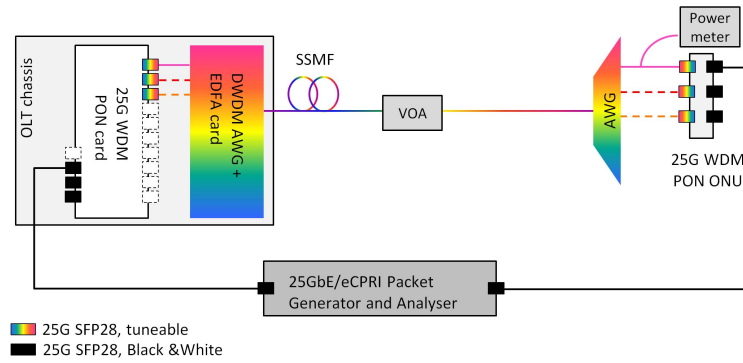 Power
meter
SSMF
OLT chassis
25G WDM
PON card
DWDM AWG +
EDFA card
VOA
AWG
25G WDM
PON ONU
25GbE/eCPRI Packet
Generator and Analyser
25G SFP28, tuneable
25G SFP28, Black &White